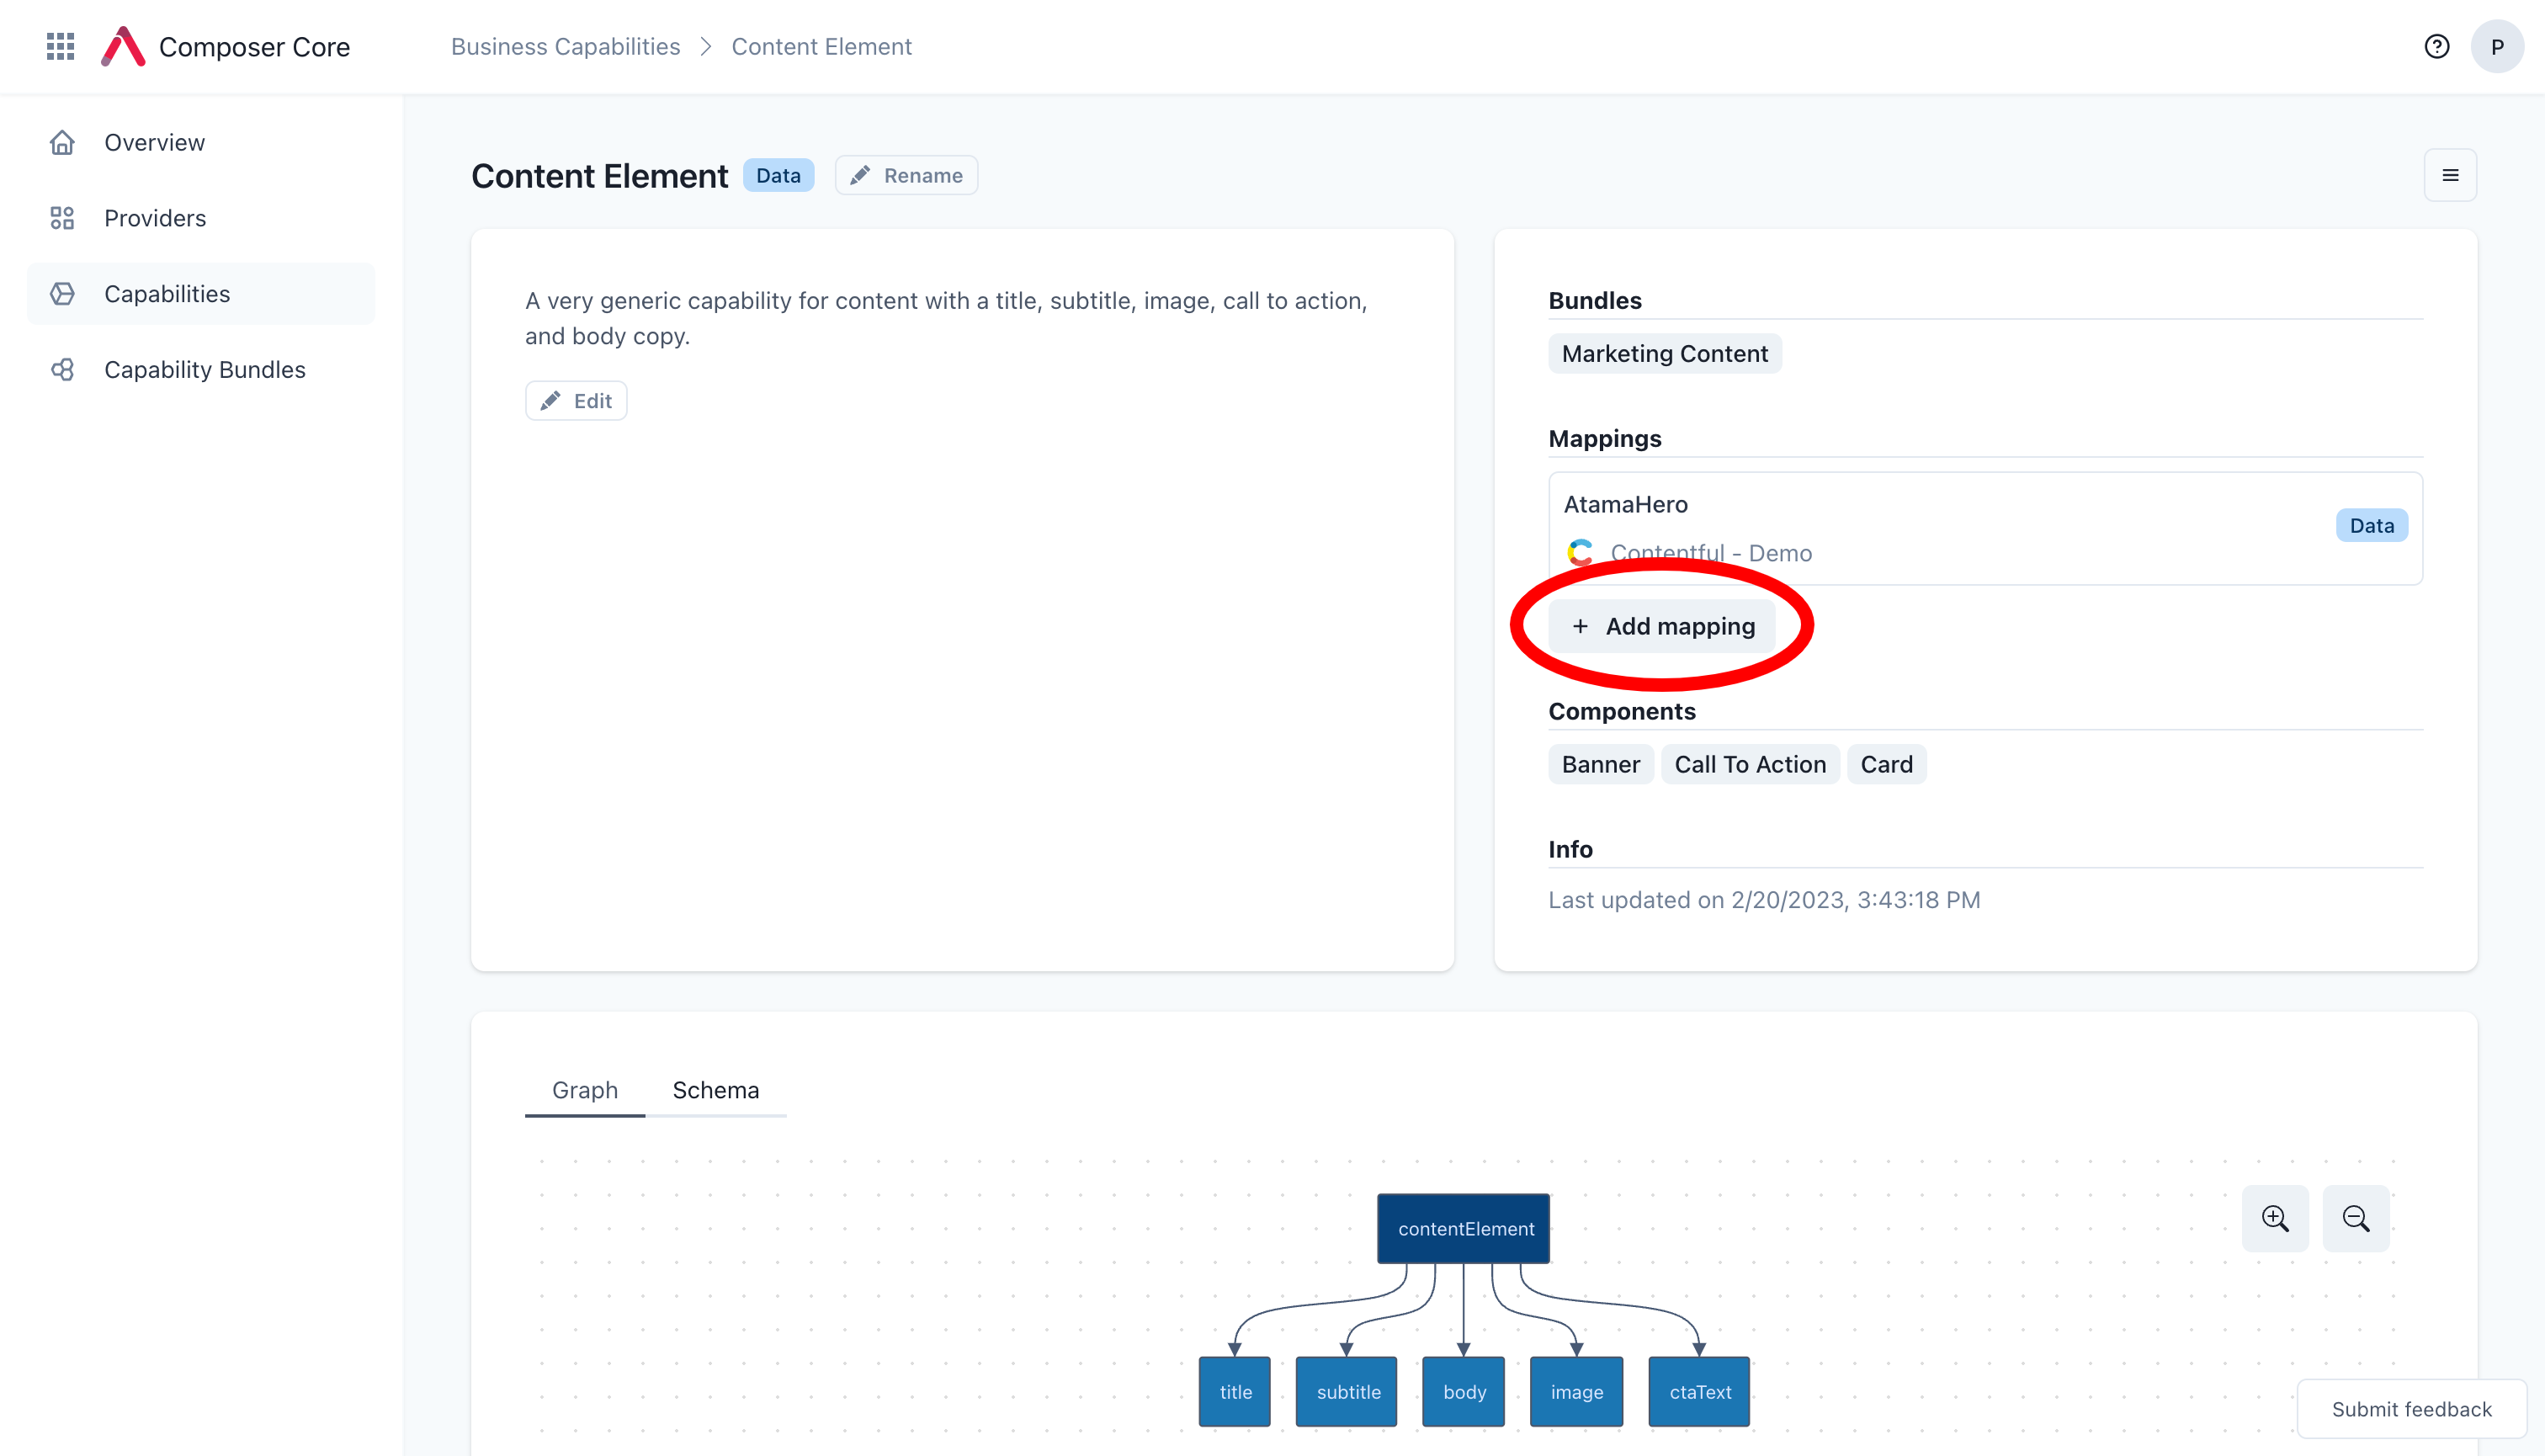 Composer Core
Business Capabilities > Content Element
P
Overview
Providers
Capabilities
Capability Bundles
Content Element
Data
Rename
A very generic capability for content with a title, subtitle, image, call to action,
and body copy.
Edit
Bundles
Marketing Content
Mappings
AtamaHero
Contentful - Demo
Data
+ Add mapping
Components
Banner Call To Action Card
Info
Last updated on 2/20/2023, 3:43:18 PM
Graph Schema
contentElement
title subtitle body image ctaText
Submit feedback